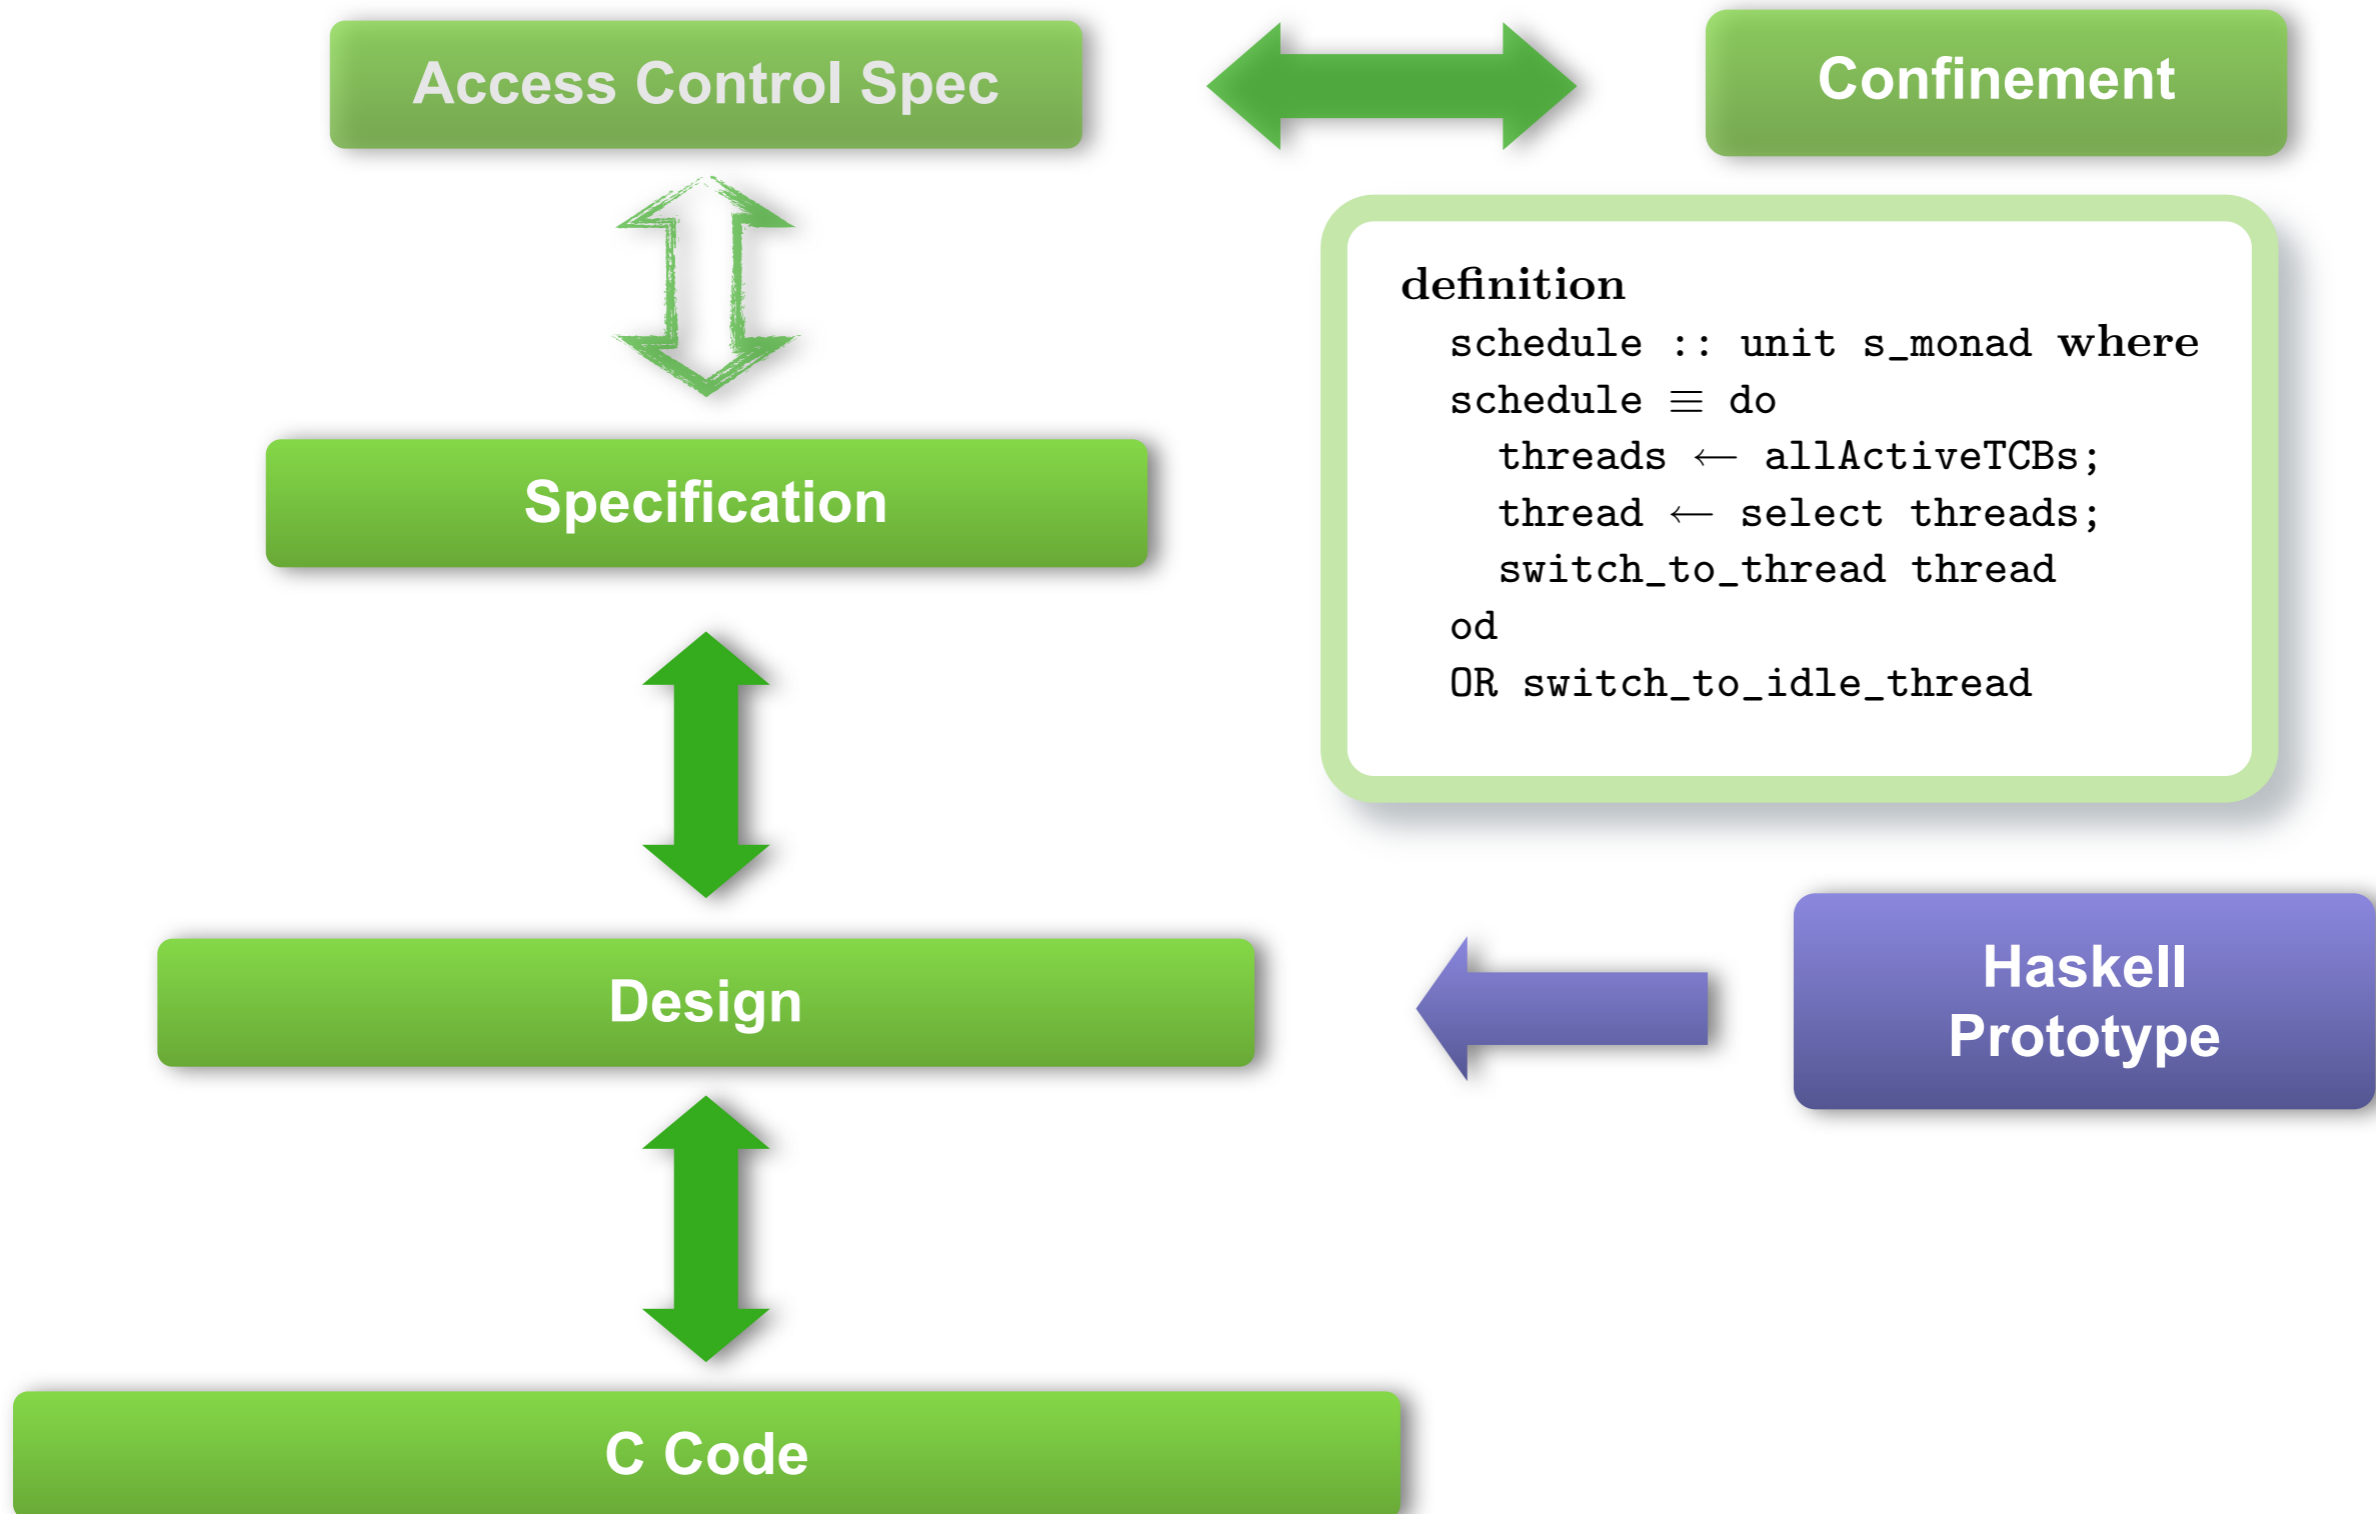 Access Control Spec
Confinement
definition
schedule :: unit s_monad where
schedule ≡ do
threads ← allActiveTCBs;
thread ← select threads;
switch_to_thread thread
od
OR switch_to_idle_thread
Specification
Design
Haskell
Prototype
C Code